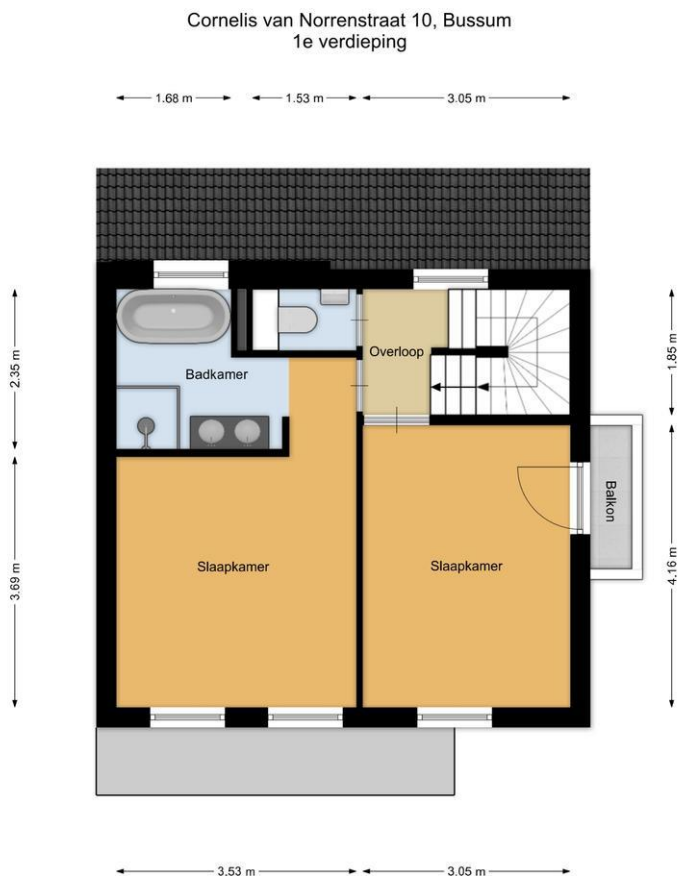 Cornelis van Norrenstraat 10, Bussum
1e verdieping
1.68 m
1.53 m
3.05 m
2.35 m
3.69 m
Badkamer
Overloop
Slaapkamer
Slaapkamer
Balkon
1.85 m
4.16 m
3.53 m
3.05 m